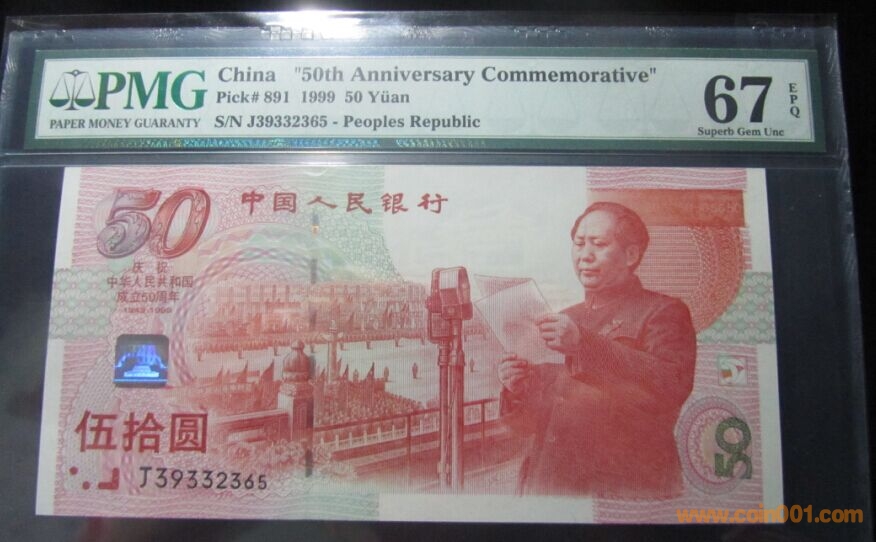 PMG
PAPER MONEY GUARANTY
China "50th Anniversary Commemorative"
Pick# 891 1999 50 Yüan
S/N J39332365 - Peoples Republic
67
EPQ
Superb Gem Unc
50
中国人民银行
庆祝
中华人民共和国
成立50周年
1949-1999
伍拾圆
J39332365
50
www.coin001.com